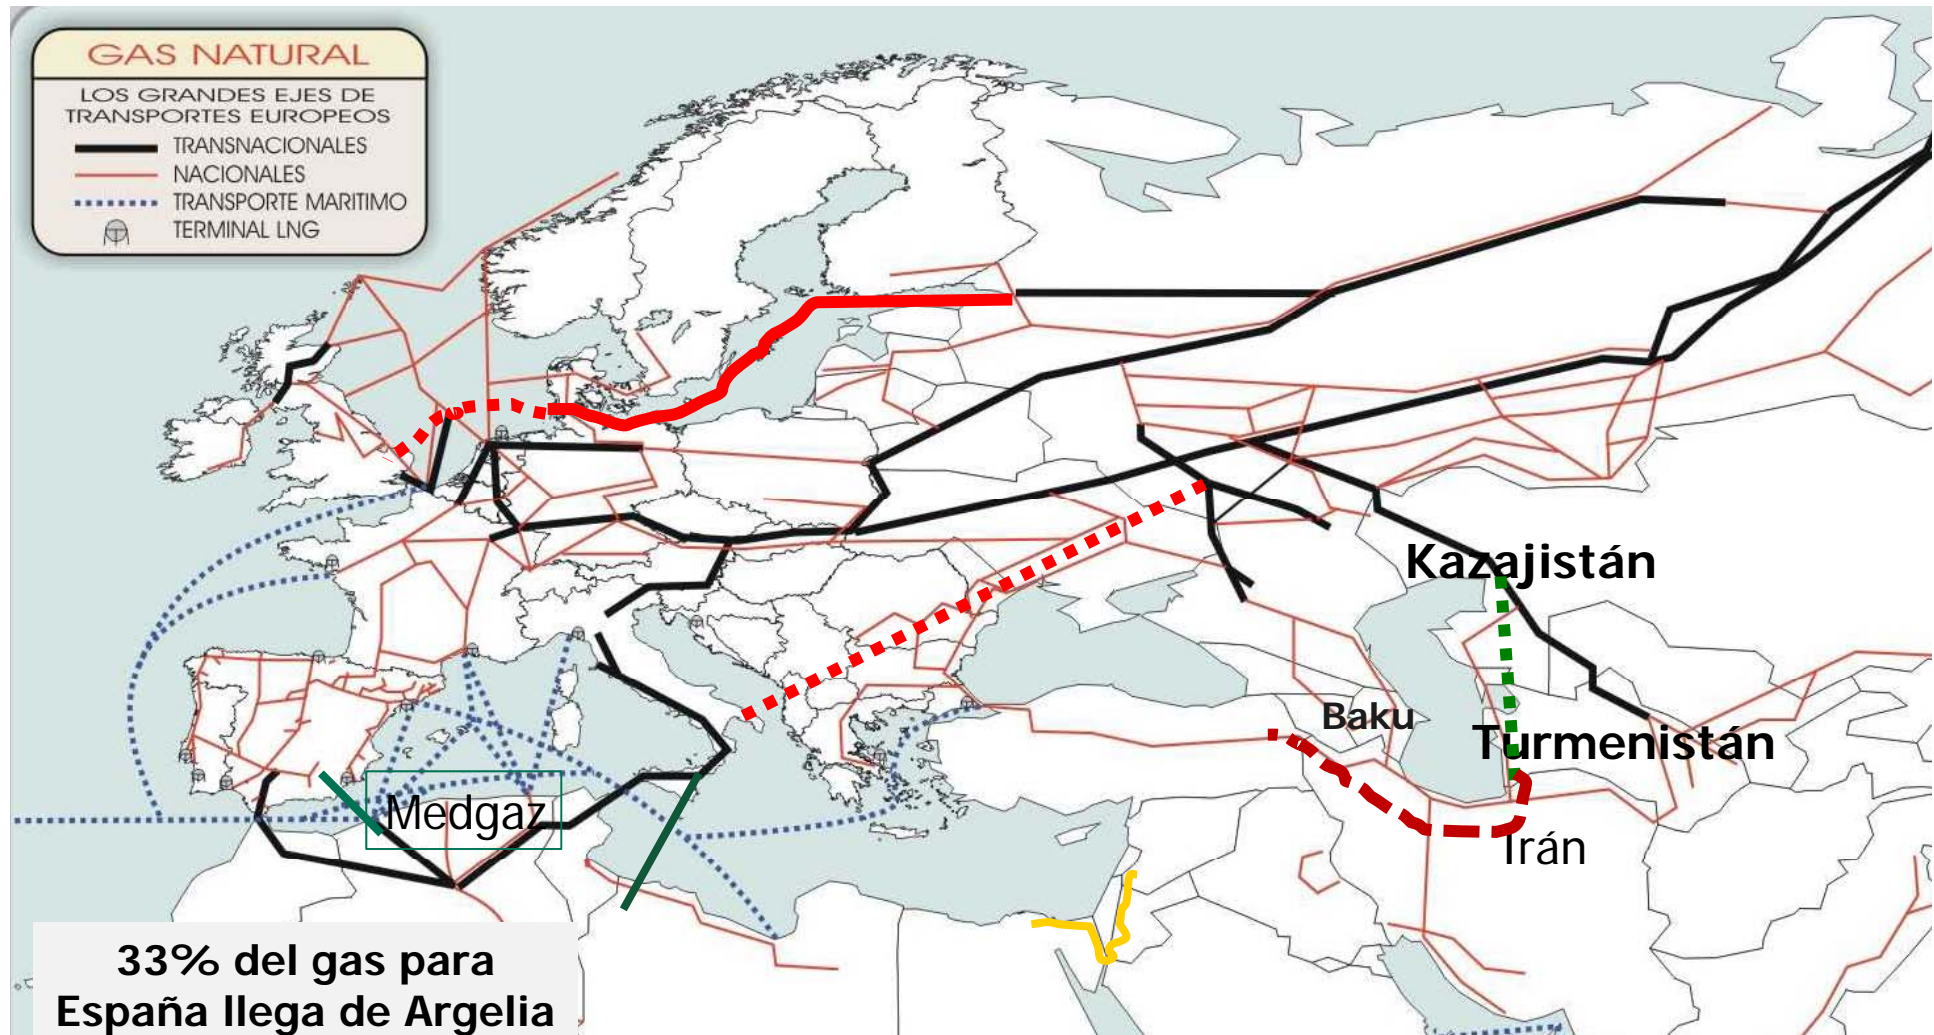 GAS NATURAL
LOS GRANDES EJES DE
TRANSPORTES EUROPEOS
TRANSNACIONALES
NACIONALES
TRANSPORTE MARITIMO
TERMINAL LNG
Kazajistán
Baku
Turmenistán
Medgaz
Irán
33% del gas para
España llega de Argelia